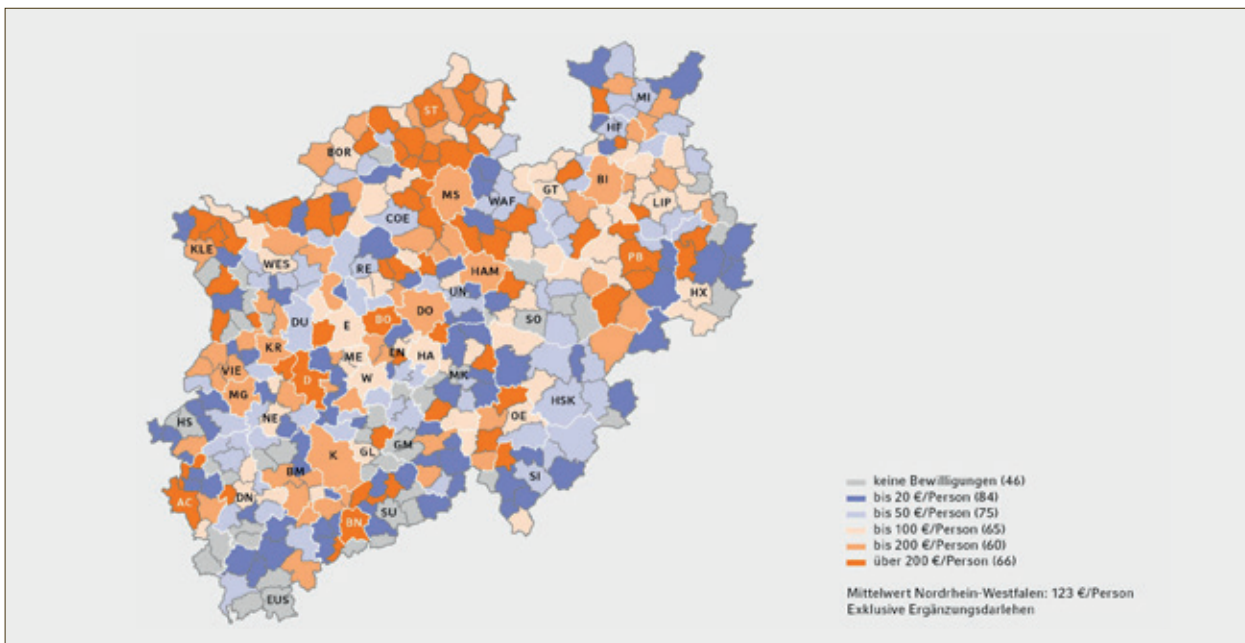 ST
MI
HF
BOR
BI
GT
MS
WAF
LIP
COE
KLE
PB
WES
RE
HAM
UN
HX
DO
SO
DU
E
BO
KR
ME
EN
HA
VIE
D
W
MK
MG
HSK
NE
OE
HS
K
GL
GM
BM
SI
AC
DN
SU
BN
EUS
keine Bewilligungen (46)
bis 20 €/Person (84)
bis 50 €/Person (75)
bis 100 €/Person (65)
bis 200 €/Person (60)
über 200 €/Person (66)
Mittelwert Nordrhein-Westfalen: 123 €/Person
Exklusive Ergänzungsdarlehen